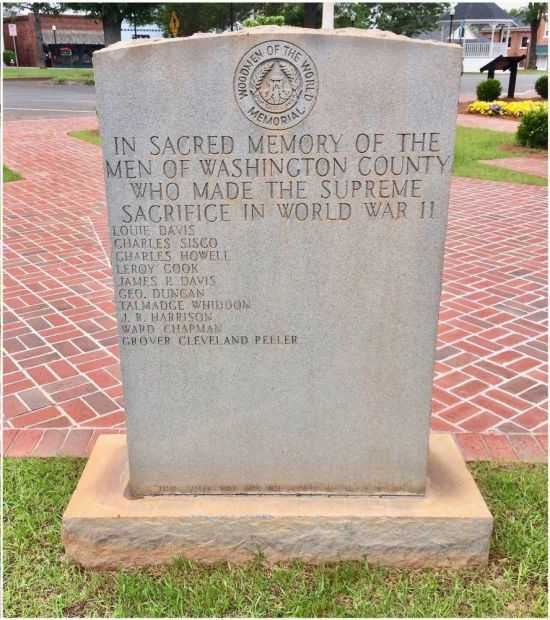 WOODMEN OF THE WORLD
MEMORIAL
IN SACRED MEMORY OF THE
MEN OF WASHINGTON COUNTY
WHO MADE THE SUPREME
SACRIFICE IN WORLD WAR II
LOUIE DAVIS
CHARLES SISCO
CHARLES HOWELL
LEROY COOK
JAMES P. DAVIS
GEO. DUNCAN
TALMADGE WHIDDON
J. R. HARRISON
WARD CHAPMAN
GROVER CLEVELAND PELLER